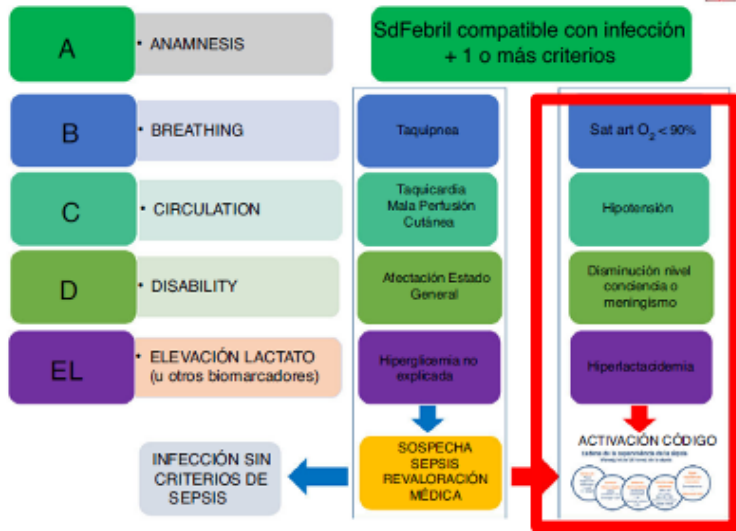 A
• ANAMNESIS
SdFebril compatible con infección
+ 1 o más criterios
B
• BREATHING
Taquipnea
Sat art O₂ < 90%
C
• CIRCULATION
Taquicardia
Mala Perfusión
Cutánea
Hipotensión
D
• DISABILITY
Afectación Estado
General
Disminución nivel
conciencia o
meningismo
EL
• ELEVACIÓN LACTATO
(u otros biomarcadores)
Hiperglicemia no
explicada
Hiperlactacidemia
INFECCIÓN SIN
CRITERIOS DE
SEPSIS
SOSPECHA
SEPSIS
REVALORACIÓN
MÉDICA
ACTIVACIÓN CÓDIGO